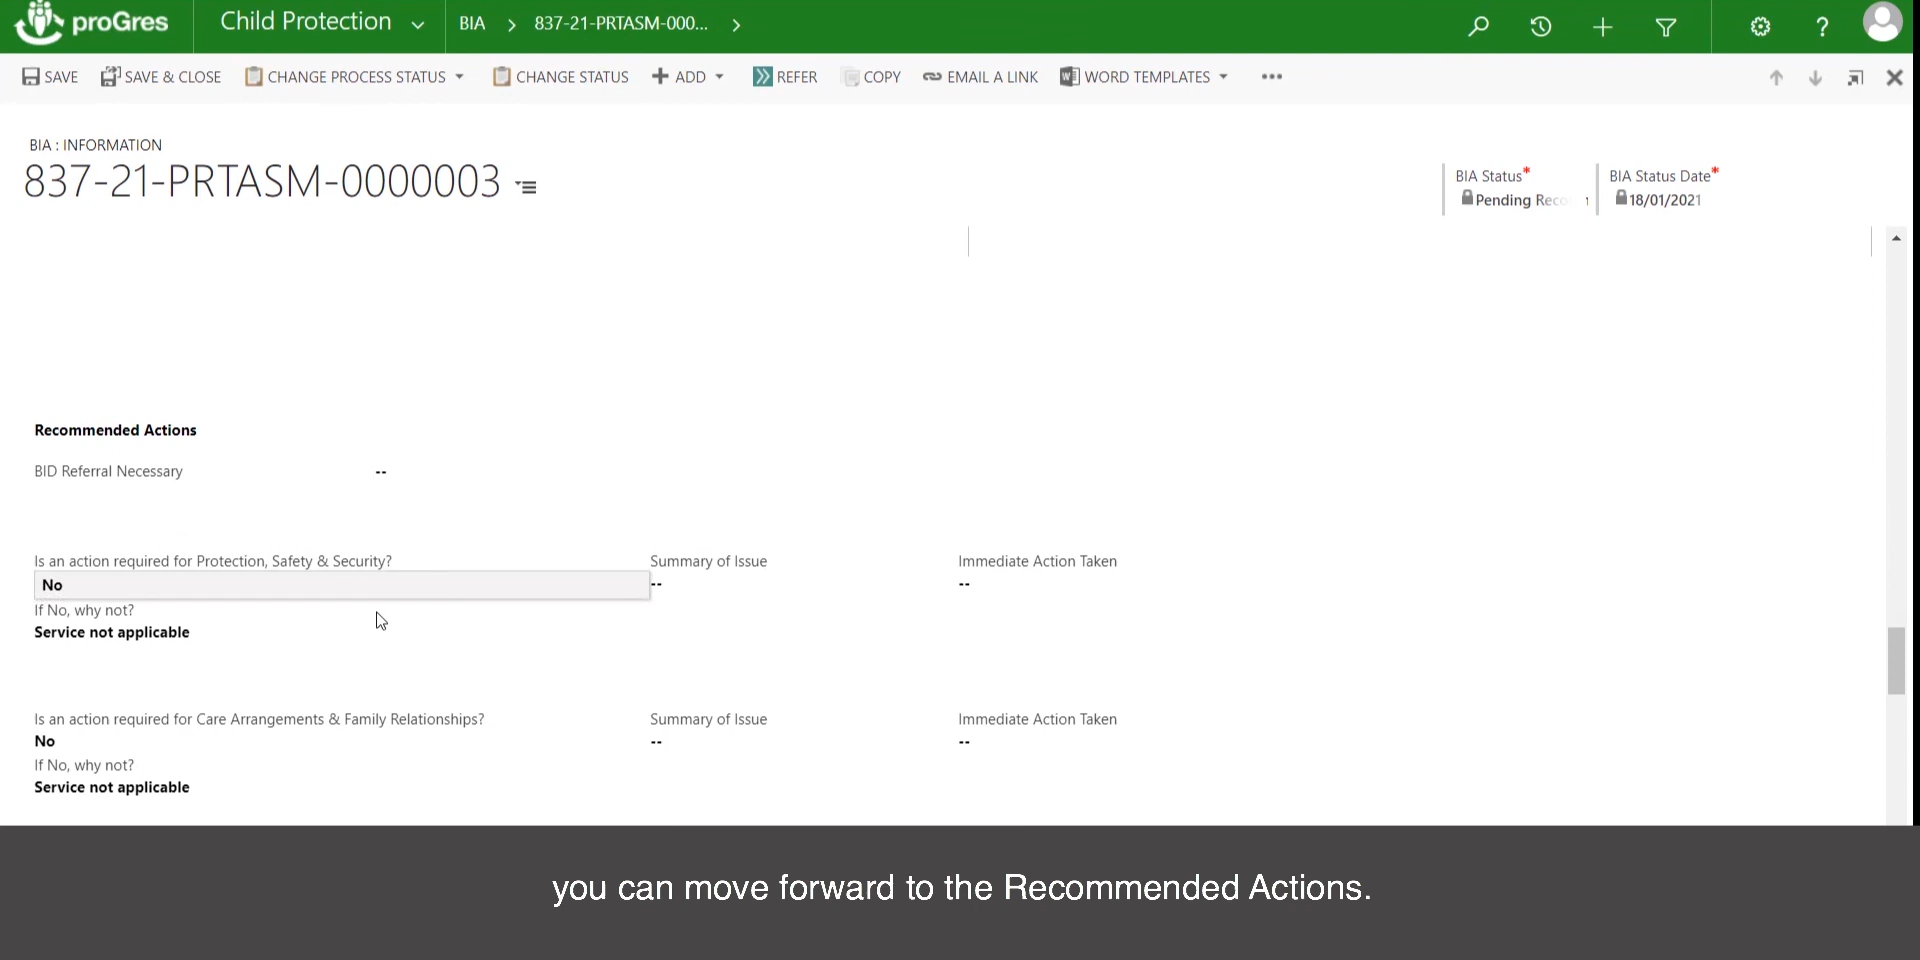 proGres Child Protection BIA > 837-21-PRTASM-000... >
SAVE SAVE & CLOSE CHANGE PROCESS STATUS CHANGE STATUS ADD REFER COPY EMAIL A LINK WORD TEMPLATES •••
BIA : INFORMATION
837-21-PRTASM-0000003
BIA Status* BIA Status Date*
Pending Reco 18/01/2021
Recommended Actions
BID Referral Necessary --
Is an action required for Protection, Safety & Security? Summary of Issue Immediate Action Taken
No -- --
If No, why not?
Service not applicable
Is an action required for Care Arrangements & Family Relationships? Summary of Issue Immediate Action Taken
No -- --
If No, why not?
Service not applicable
you can move forward to the Recommended Actions.